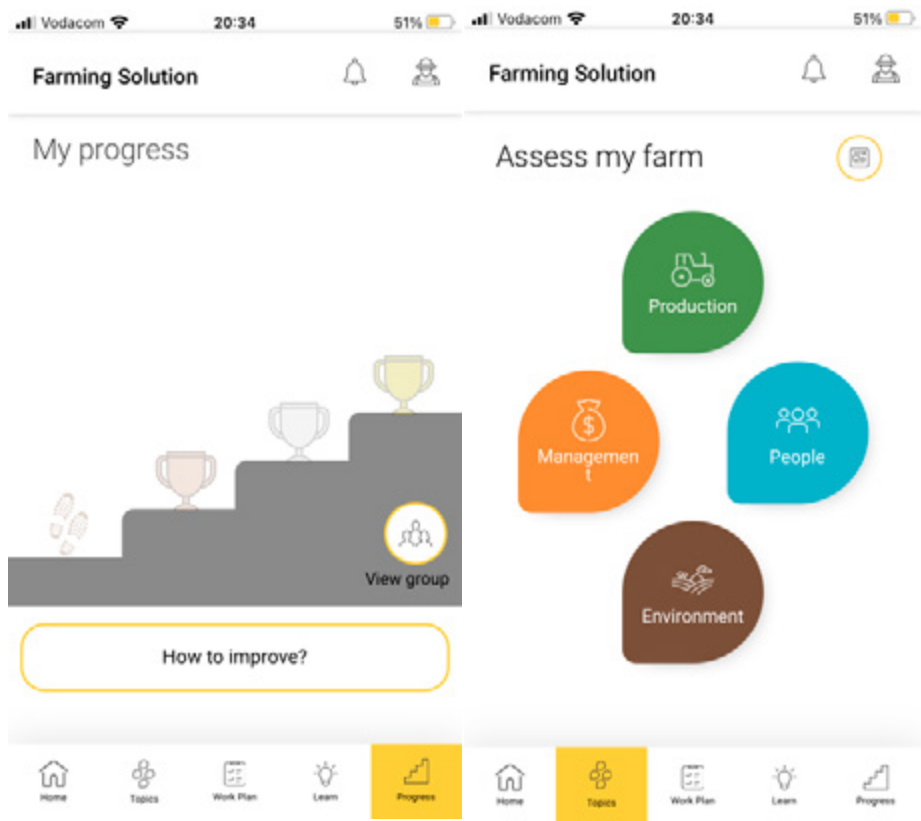 Vodacom 20:34 51%
Farming Solution
My progress
View group
How to improve?
Home Topics Work Plan Learn Progress
Vodacom 20:34 51%
Farming Solution
Assess my farm
$
Production
Managemen
t
People
Environment
Home Topics Work Plan Learn Progress